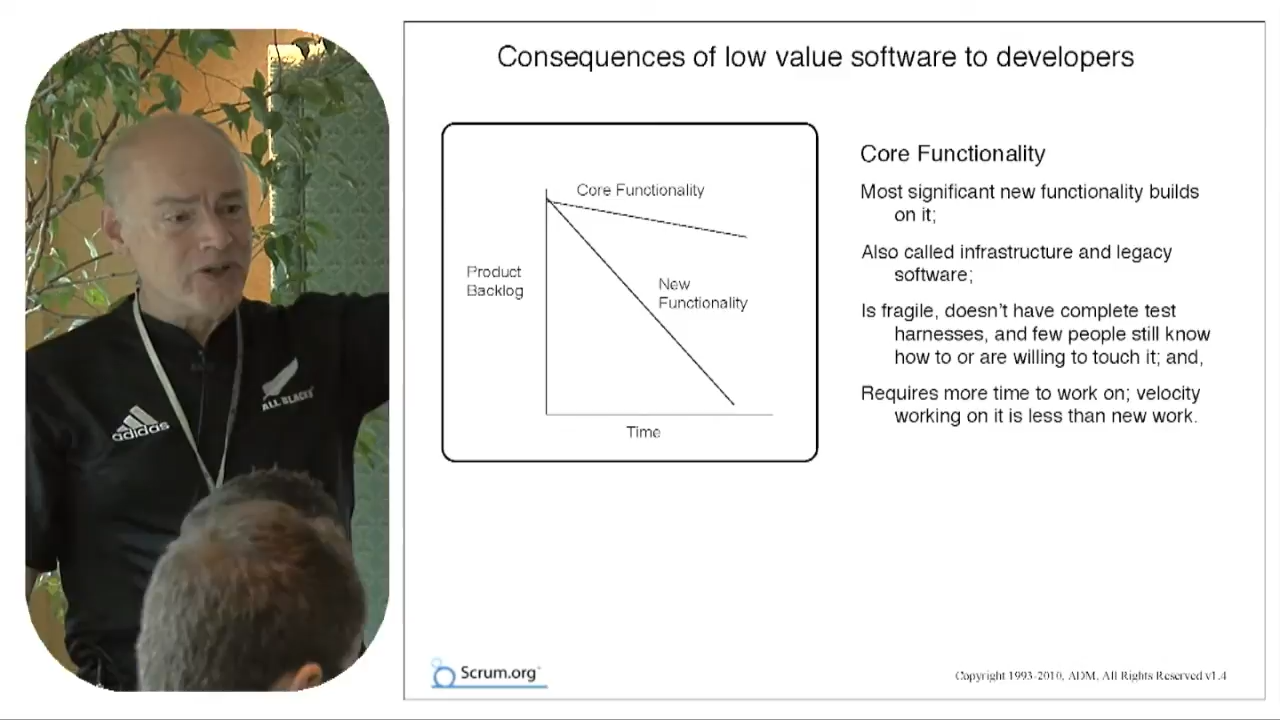 Consequences of low value software to developers
Core Functionality
Product
Backlog
New
Functionality
Time
Core Functionality
Most significant new functionality builds
on it;
Also called infrastructure and legacy
software;
Is fragile, doesn't have complete test
harnesses, and few people still know
how to or are willing to touch it; and,
Requires more time to work on; velocity
working on it is less than new work.
adidas
ALL BLACKS
Scrum.org™
Copyright 1993-2010, ADM, All Rights Reserved v1.4